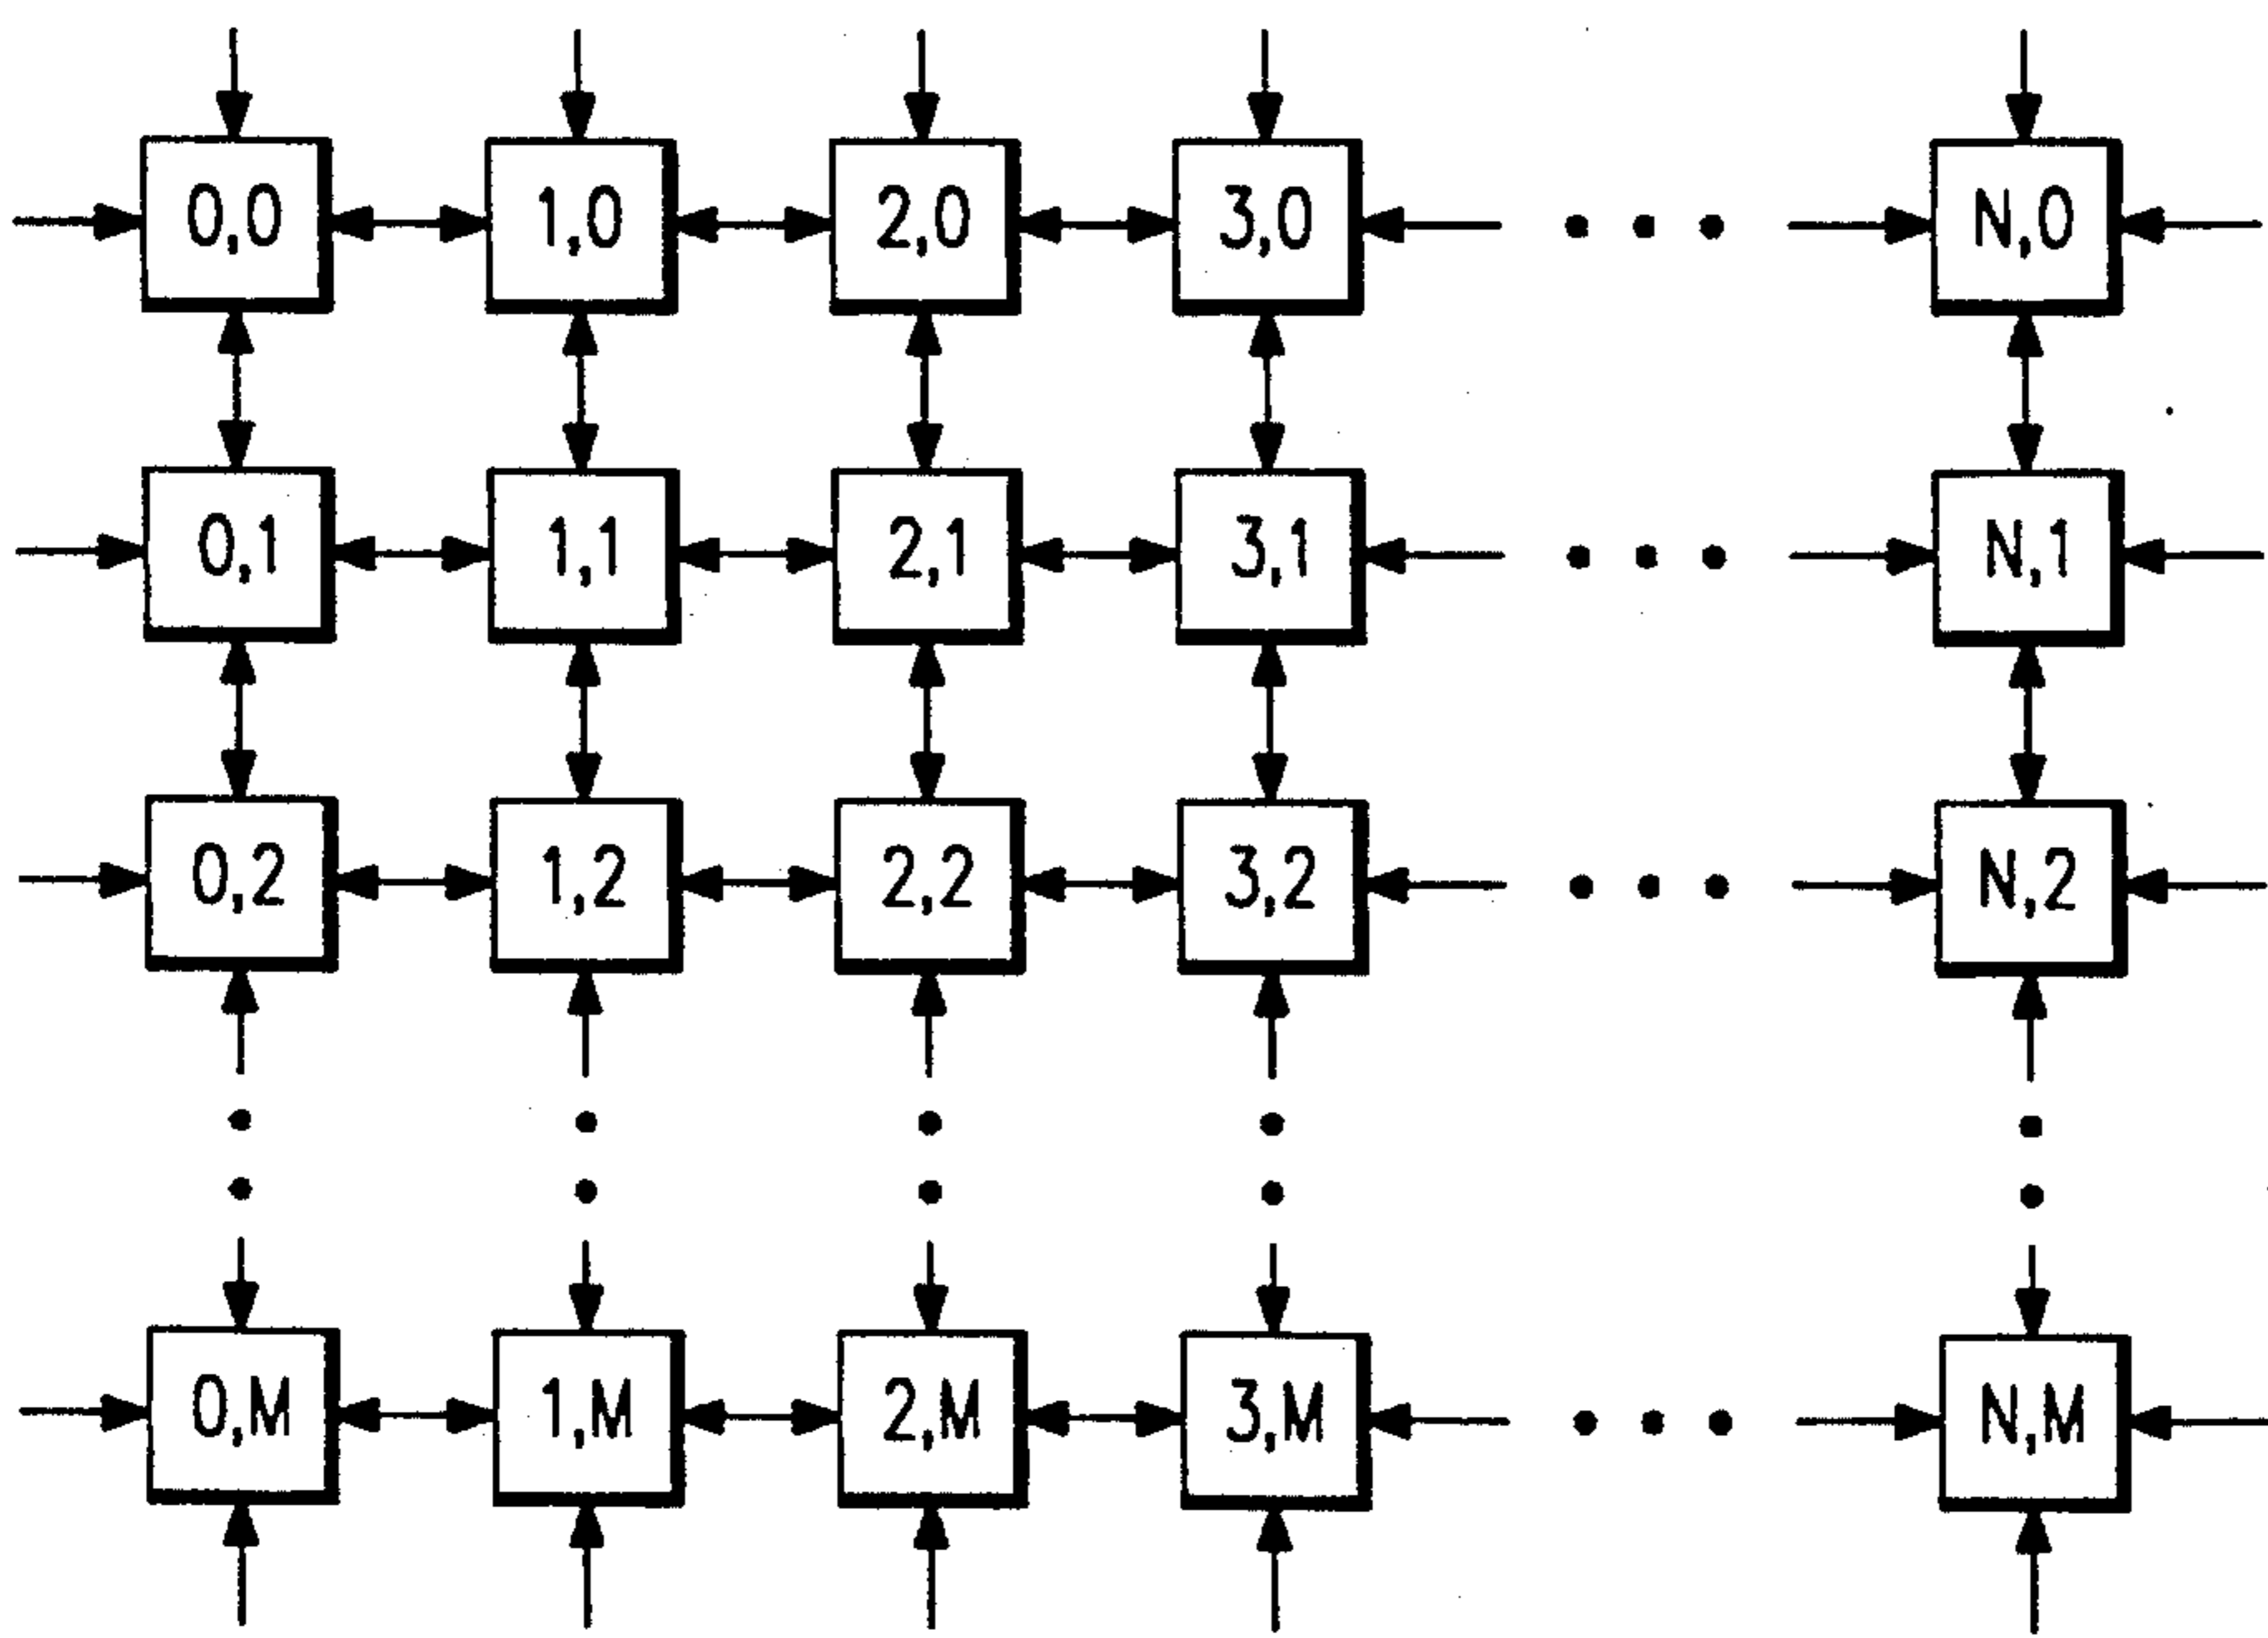 0,0 1,0 2,0 3,0 N,0
0,1 1,1 2,1 3,1 N,1
0,2 1,2 2,2 3,2 N,2
0,M 1,M 2,M 3,M N,M